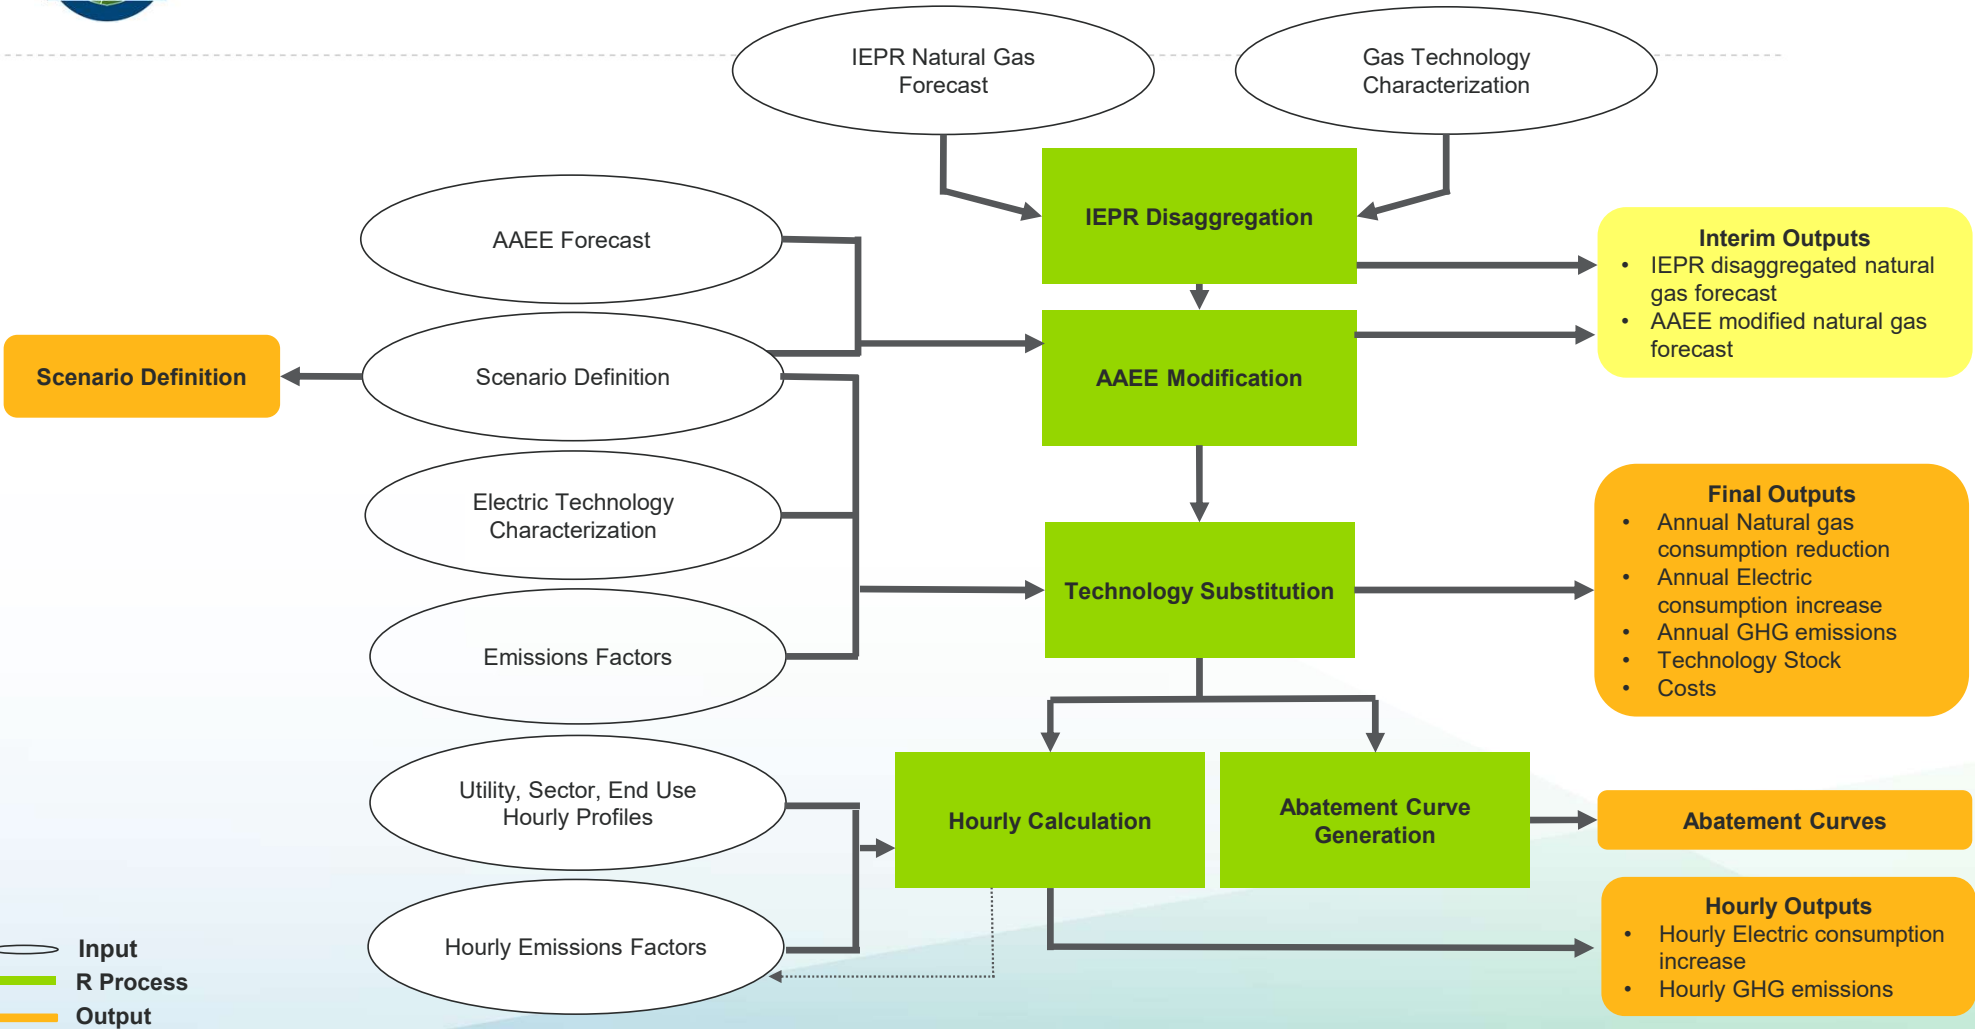 IEPR Natural Gas
Forecast
Gas Technology
Characterization
IEPR Disaggregation
AAEE Forecast
Interim Outputs
• IEPR disaggregated natural
gas forecast
• AAEE modified natural gas
forecast
Scenario Definition
Scenario Definition
AAEE Modification
Electric Technology
Characterization
Final Outputs
• Annual Natural gas
consumption reduction
• Annual Electric
consumption increase
• Annual GHG emissions
• Technology Stock
• Costs
Technology Substitution
Emissions Factors
Utility, Sector, End Use
Hourly Profiles
Hourly Calculation
Abatement Curve
Generation
Abatement Curves
Hourly Emissions Factors
Hourly Outputs
• Hourly Electric consumption
increase
• Hourly GHG emissions
Input
R Process
Output